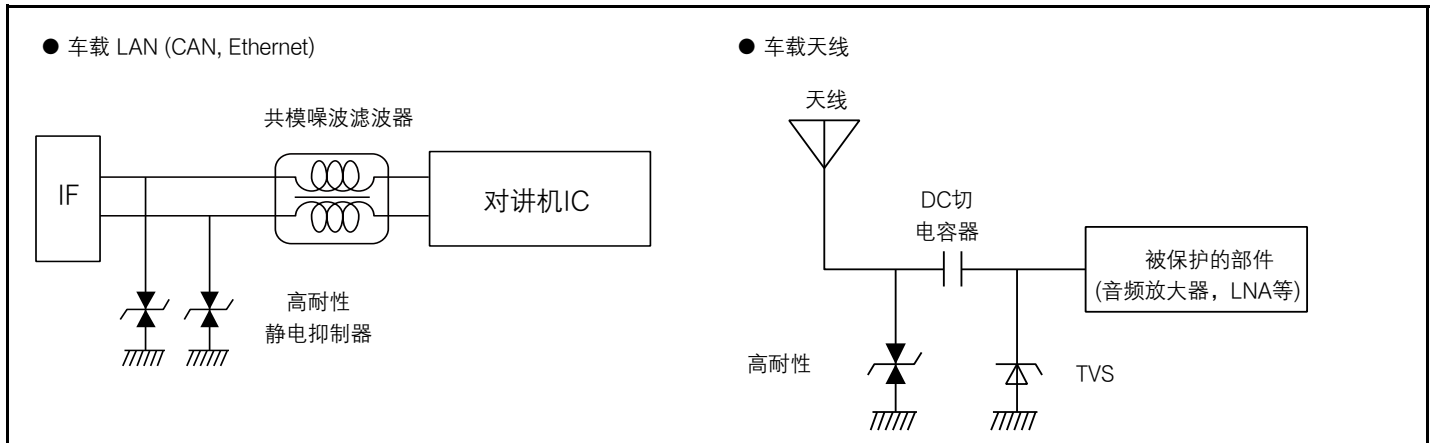 ● 车载 LAN (CAN, Ethernet)
共模噪波滤波器
IF
对讲机IC
高耐性
静电抑制器
● 车载天线
天线
DC切
电容器
被保护的部件
(音频放大器，LNA等)
高耐性
TVS